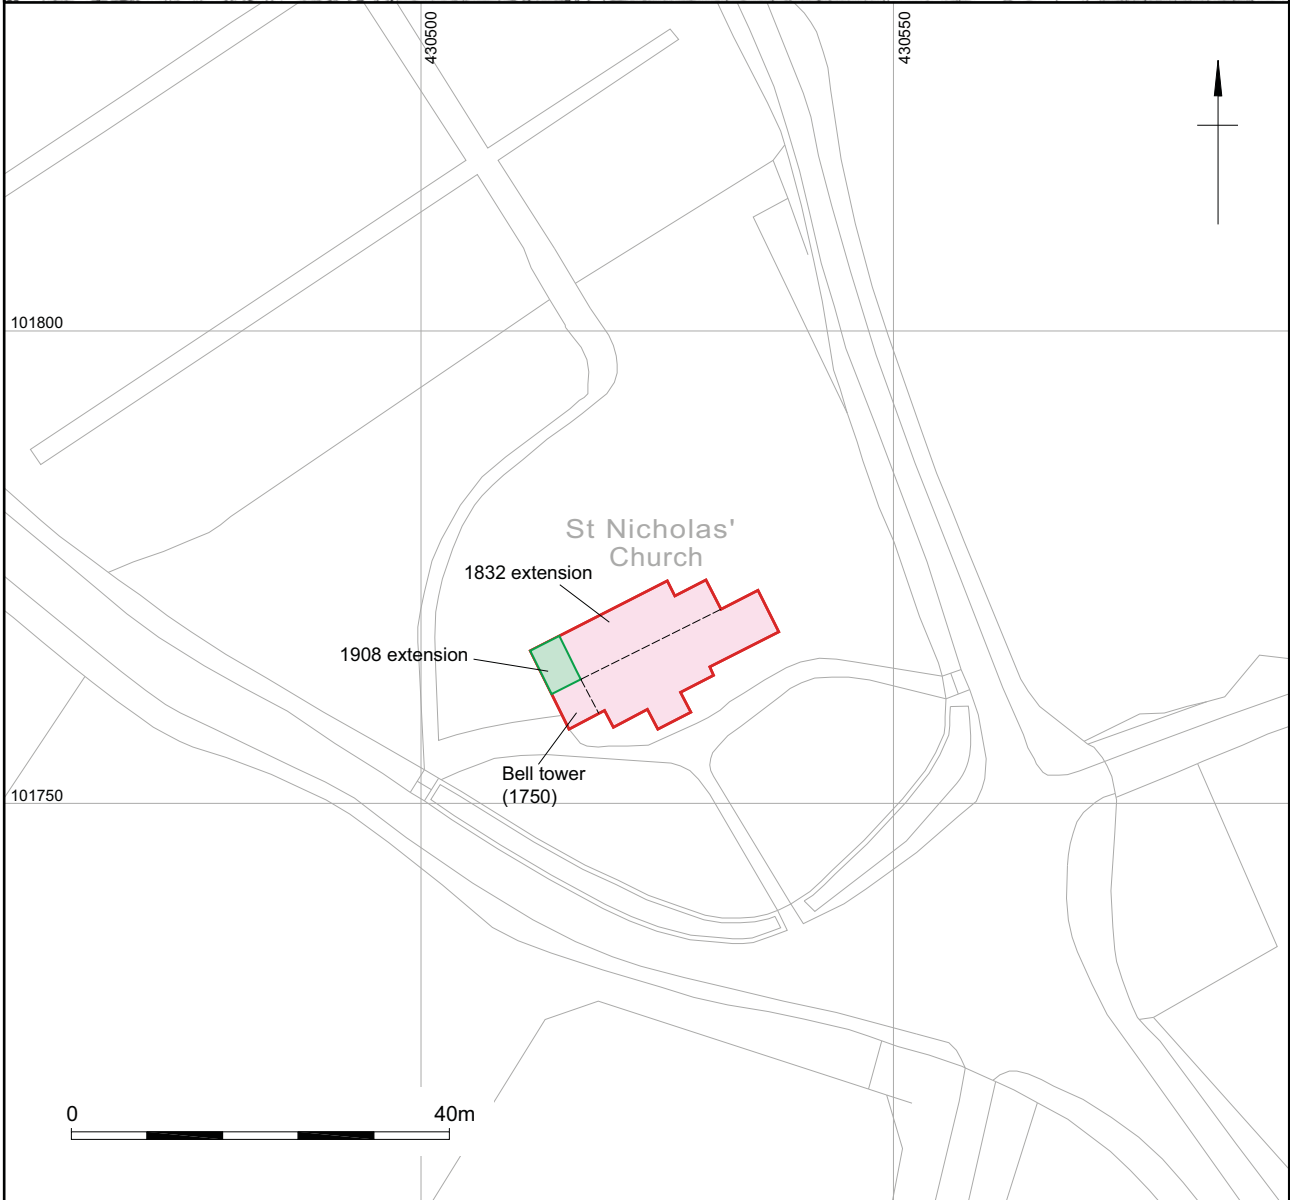 430500
430550
101800
St Nicholas'
Church
1832 extension
1908 extension
Bell tower
(1750)
101750
0
40m